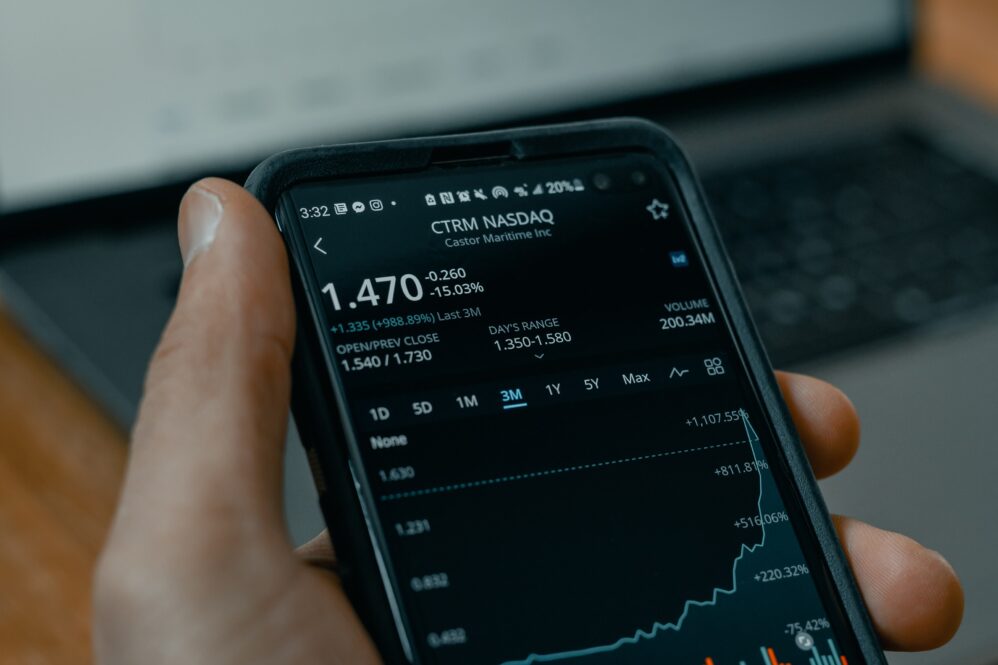 3:32 20%
CTRM NASDAQ
Castor Maritime Inc
1.470 -0.260
-15.03%
+1.335 (+988.89%) Last 3M
OPEN/PREV CLOSE
1.540 / 1.730
DAY'S RANGE
1.350-1.580
VOLUME
200.34M
1D 5D 1M 3M 1Y 5Y Max
None
+1,107.55%
1.630
+811.81%
1.231
+516.06%
0.832
+220.32%
0.432
-75.42%